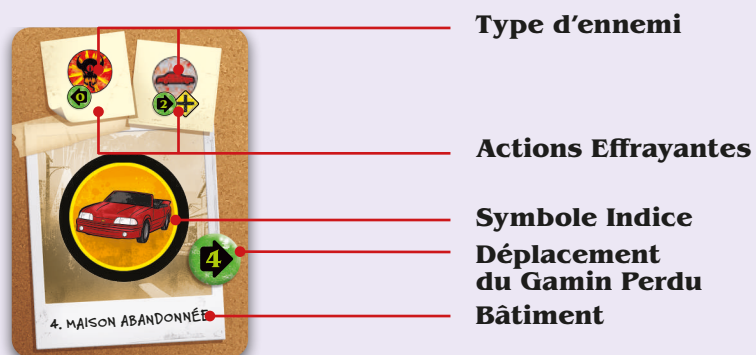 Type d'ennemi
0
2
Actions Effrayantes
Symbole Indice
Déplacement
du Gamin Perdu
4
Bâtiment
4. MAISON ABANDONNÉE